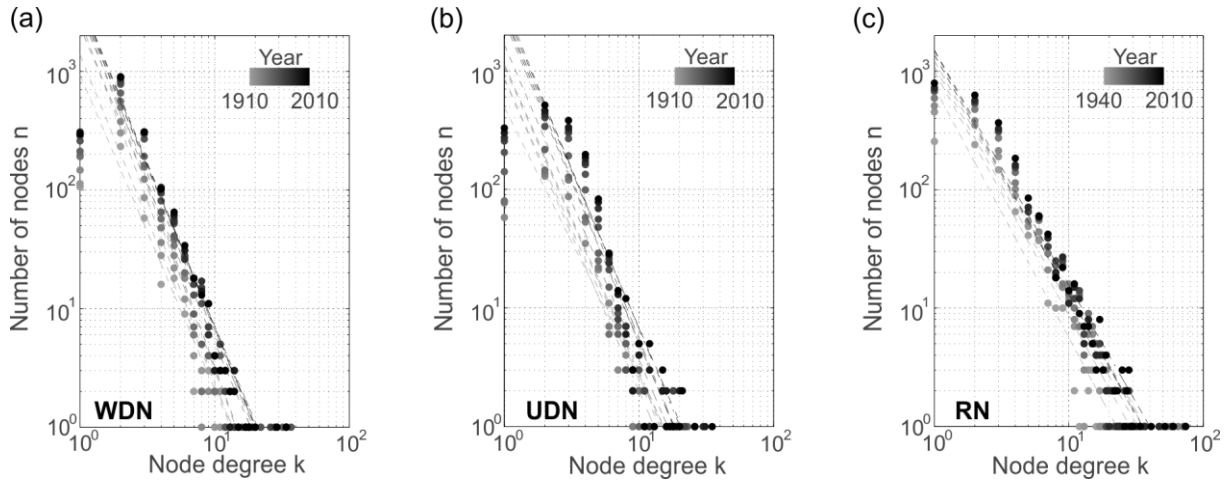 (a)
Number of nodes n
10³
10²
10¹
10⁰
Year
1910 2010
WDN
10⁰ 10¹ 10²
Node degree k
(b)
Number of nodes n
10³
10²
10¹
10⁰
Year
1910 2010
UDN
10⁰ 10¹ 10²
Node degree k
(c)
Number of nodes n
10³
10²
10¹
10⁰
Year
1940 2010
RN
10⁰ 10¹ 10²
Node degree k